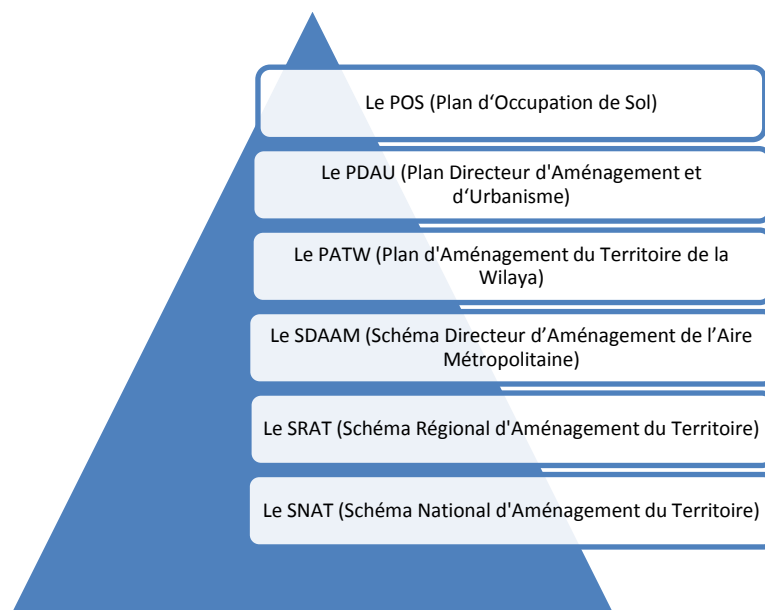 Le POS (Plan d‘Occupation de Sol)
Le PDAU (Plan Directeur d'Aménagement et
d‘Urbanisme)
Le PATW (Plan d'Aménagement du Territoire de la
Wilaya)
Le SDAAM (Schéma Directeur d’Aménagement de l’Aire
Métropolitaine)
Le SRAT (Schéma Régional d'Aménagement du Territoire)
Le SNAT (Schéma National d'Aménagement du Territoire)